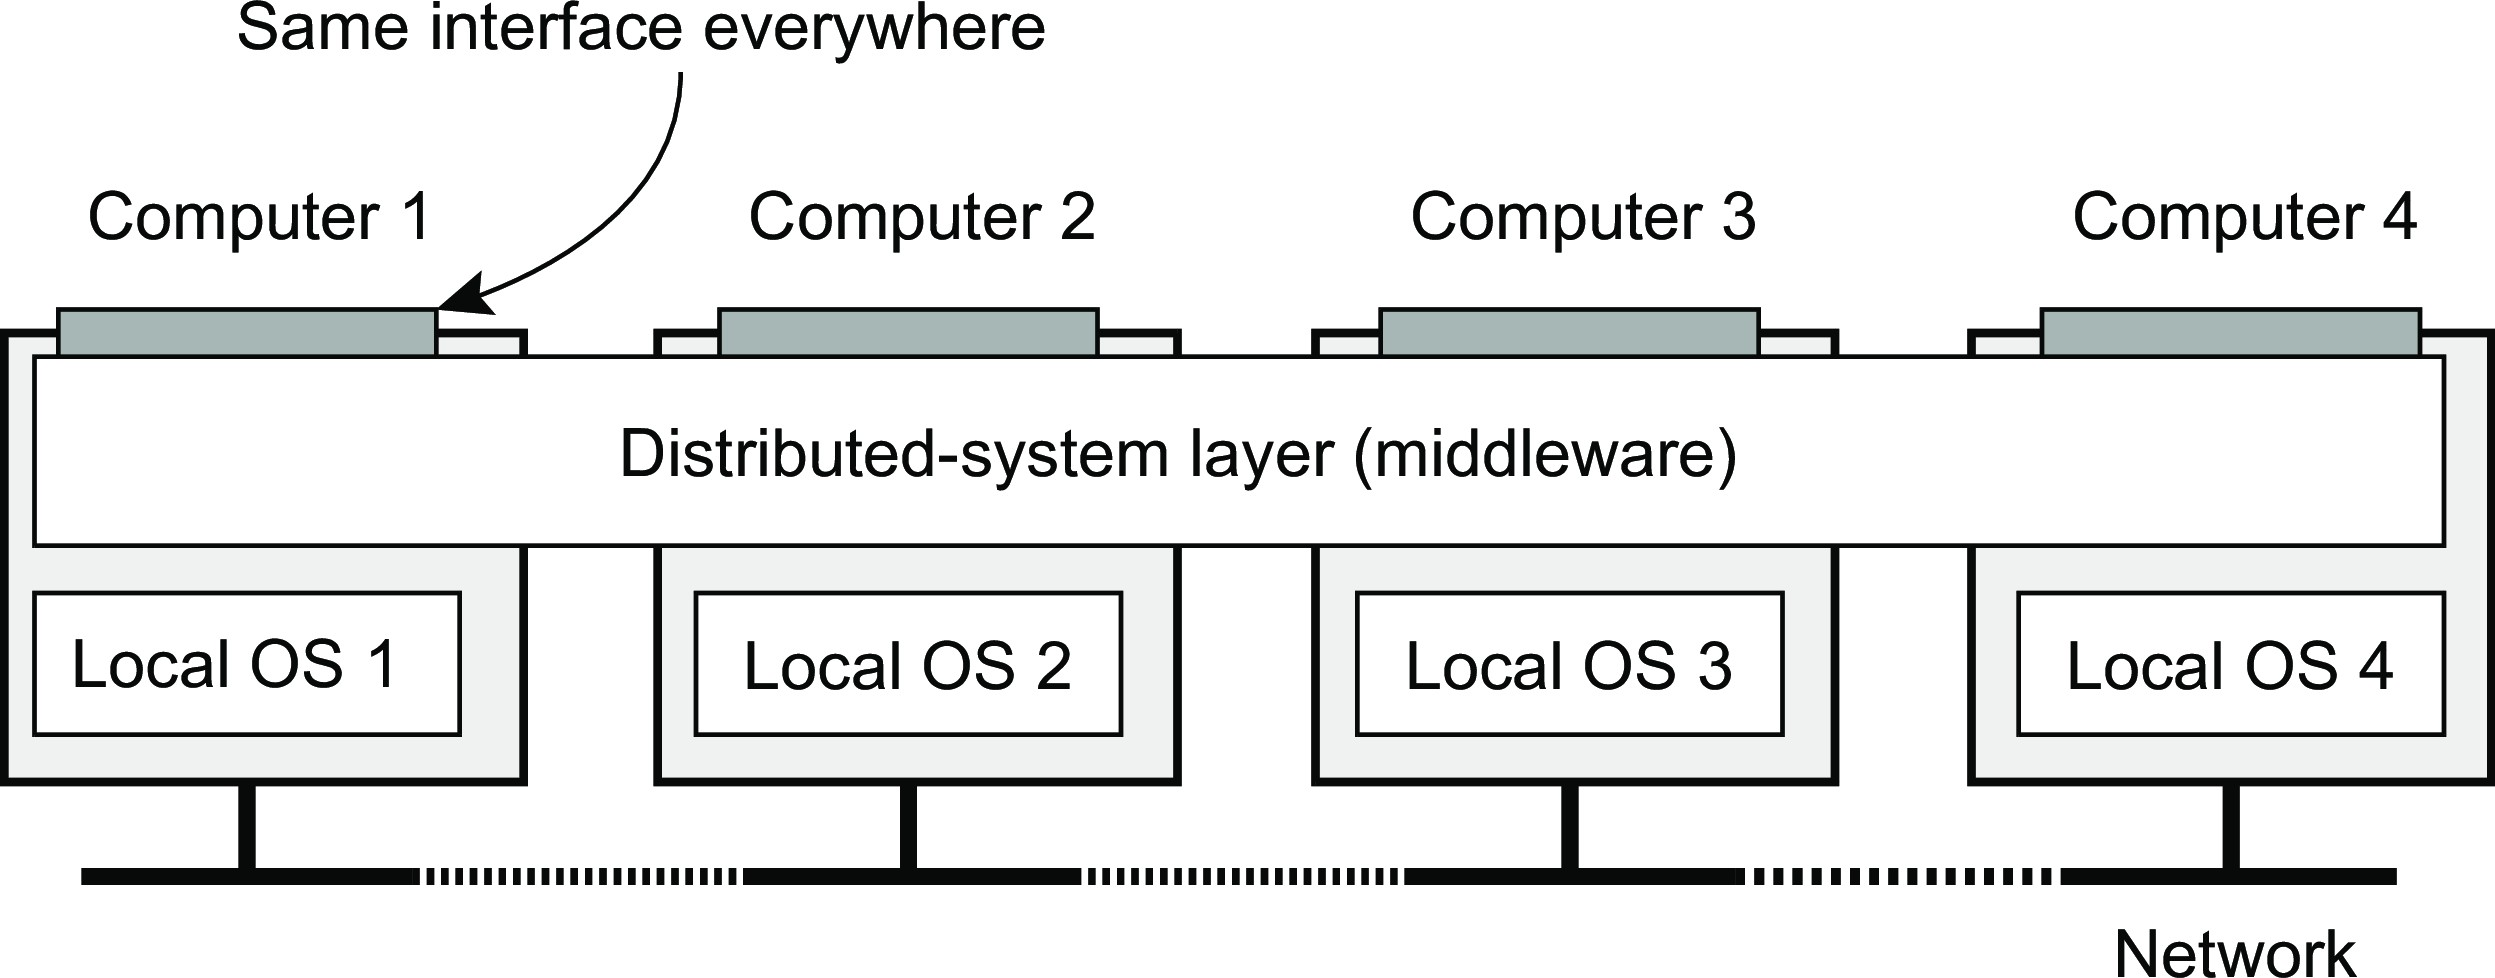 Same interface everywhere
Computer 1
Computer 2
Computer 3
Computer 4
Distributed-system layer (middleware)
Local OS 1
Local OS 2
Local OS 3
Local OS 4
Network